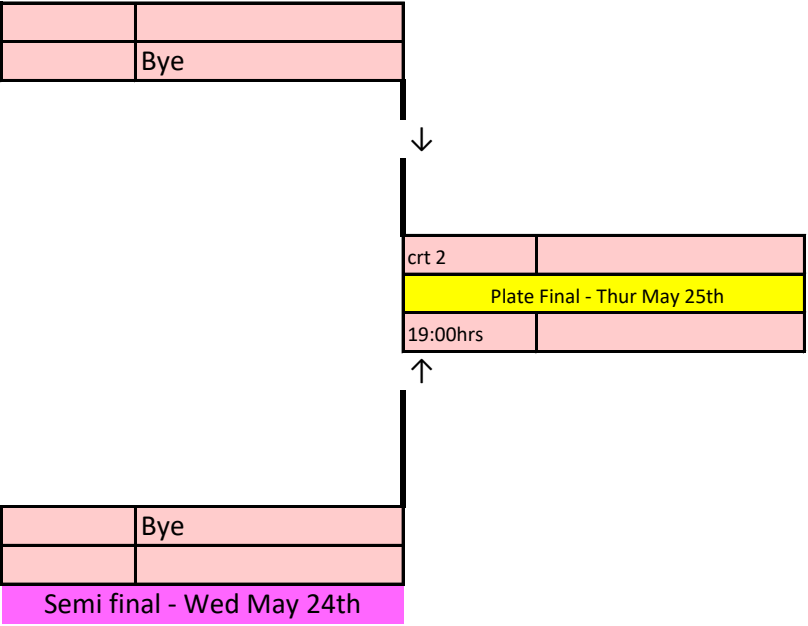 Bye
↓
crt 2
Plate Final - Thur May 25th
19:00hrs
↑
Bye
Semi final - Wed May 24th